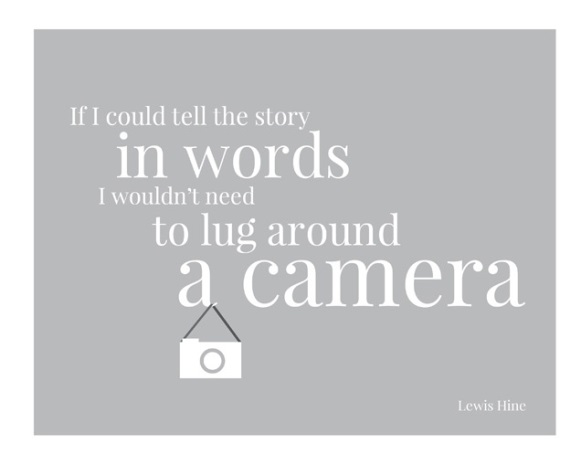 If I could tell the story
in words
I wouldn't need
to lug around
a camera
Lewis Hine